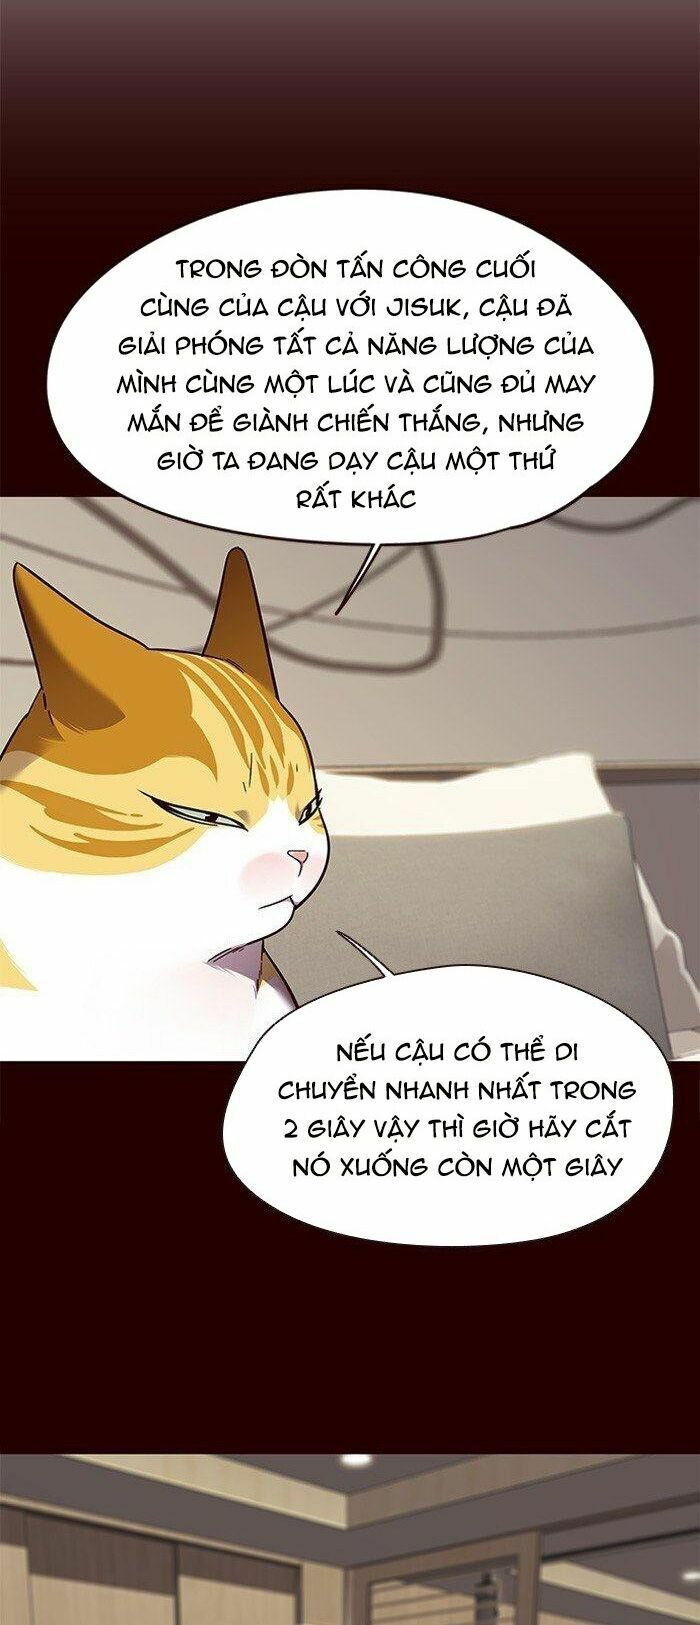 TRONG ĐÒN TẤN CÔNG CUỐI
CÙNG CỦA CẬU VỚI JISUK, CẬU ĐÃ
GIẢI PHÓNG TẤT CẢ NĂNG LƯỢNG CỦA
MÌNH CÙNG MỘT LÚC VÀ CŨNG ĐỦ MAY
MẮN ĐỂ GIÀNH CHIẾN THẮNG, NHƯNG
GIỜ TA ĐANG DẠY CẬU MỘT THỨ
RẤT KHÁC
NẾU CẬU CÓ THỂ DI
CHUYỂN NHANH NHẤT TRONG
2 GIÂY VẬY THÌ GIỜ HÃY CẮT
NÓ XUỐNG CÒN MỘT GIÂY